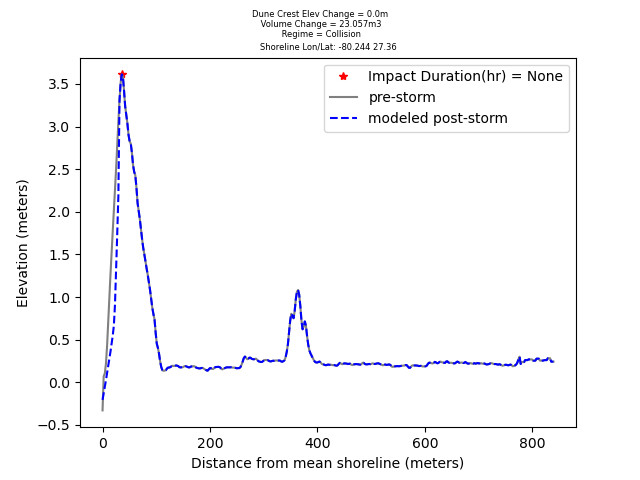 Dune Crest Elev Change = 0.0m
Volume Change = 23.057m3
Regime = Collision
Shoreline Lon/Lat: -80.244 27.36
Impact Duration(hr) = None
pre-storm
modeled post-storm
3.5
3.0
2.5
2.0
1.5
1.0
0.5
0.0
−0.5
Elevation (meters)
0 200 400 600 800
Distance from mean shoreline (meters)